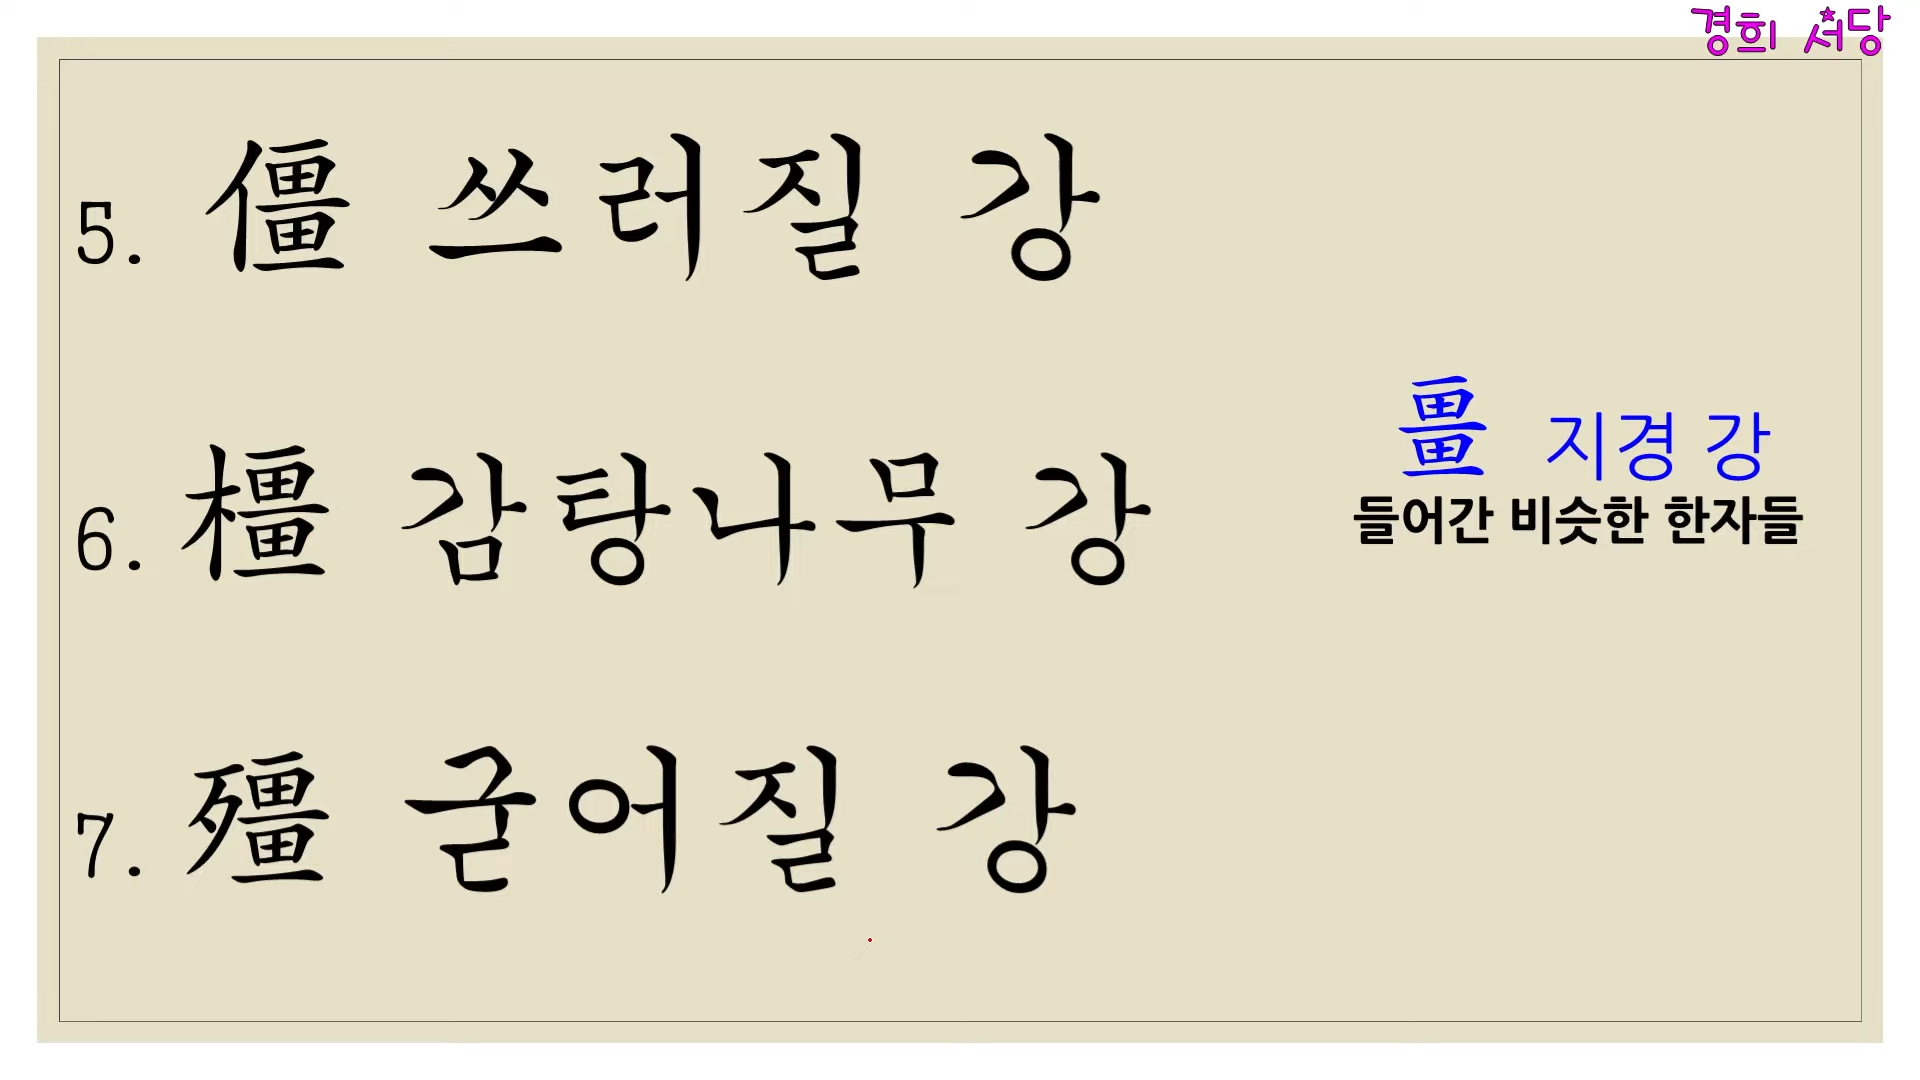 경희 서당
5. 僵 쓰러질 강
6. 橿 감탕나무 강
7. 殭 굳어질 강
畺 지경 강
들어간 비슷한 한자들